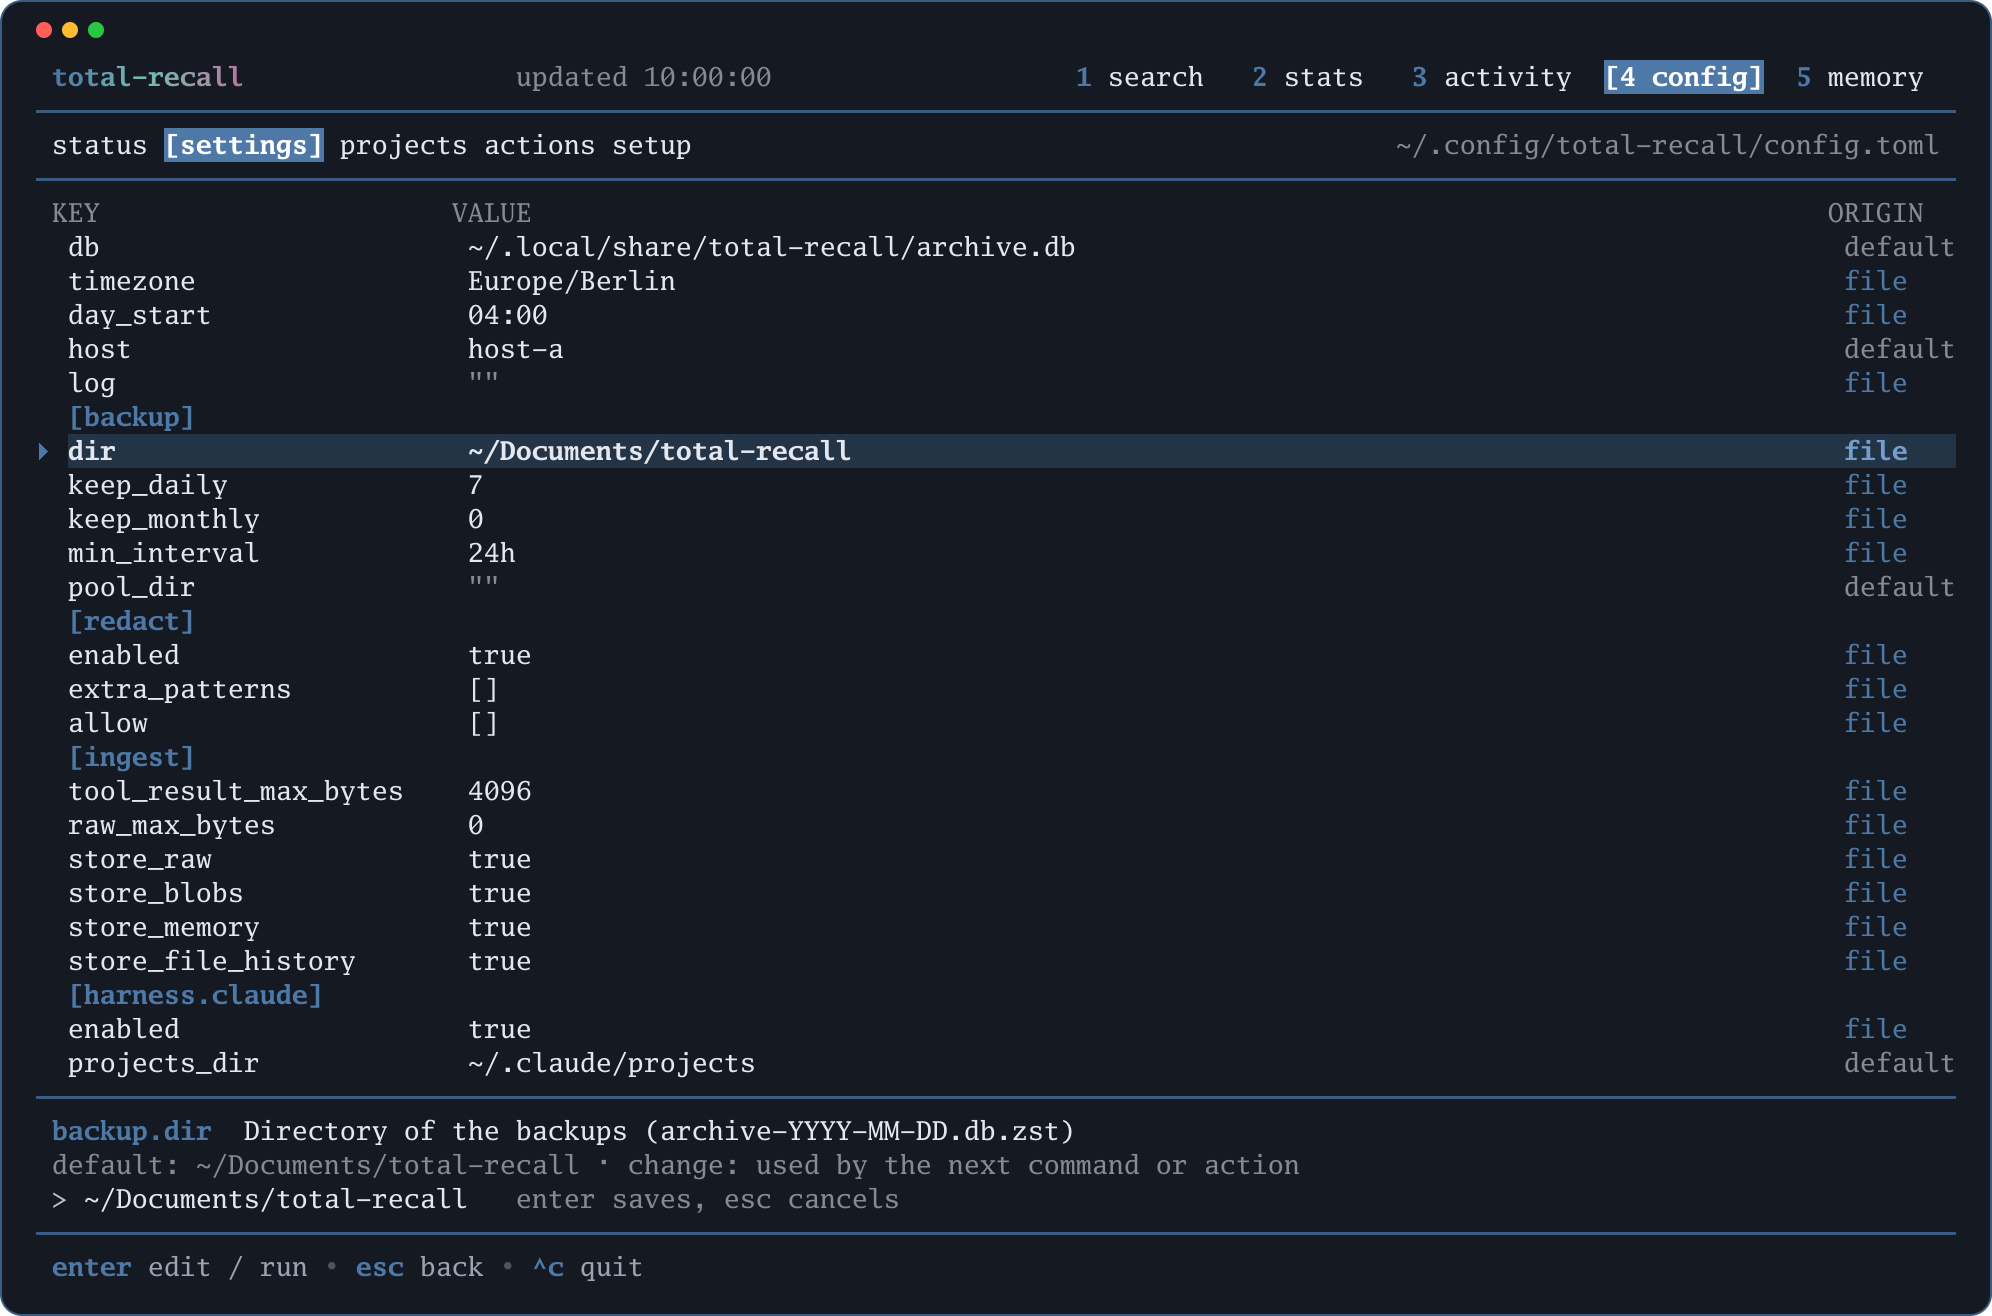 total-recall updated 10:00:00 1 search 2 stats 3 activity [4 config] 5 memory
status [settings] projects actions setup ~/.config/total-recall/config.toml
KEY VALUE ORIGIN
db ~/.local/share/total-recall/archive.db default
timezone Europe/Berlin file
day_start 04:00 file
host host-a default
log "" file
[backup]
dir ~/Documents/total-recall file
keep_daily 7 file
keep_monthly 0 file
min_interval 24h file
pool_dir "" default
[redact]
enabled true file
extra_patterns [] file
allow [] file
[ingest]
tool_result_max_bytes 4096 file
raw_max_bytes 0 file
store_raw true file
store_blobs true file
store_memory true file
store_file_history true file
[harness.claude]
enabled true file
projects_dir ~/.claude/projects default
backup.dir Directory of the backups (archive-YYYY-MM-DD.db.zst)
default: ~/Documents/total-recall · change: used by the next command or action
> ~/Documents/total-recall enter saves, esc cancels
enter edit / run • esc back • ^c quit